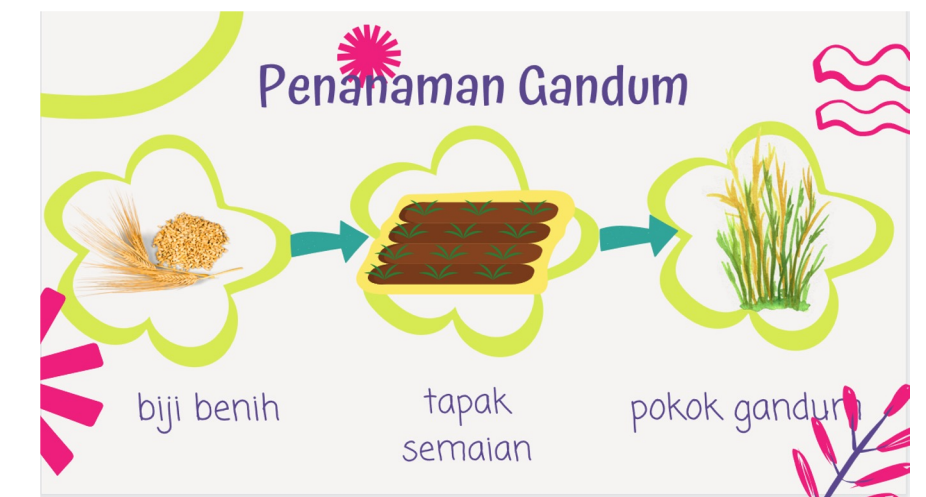 Penanaman Gandum
biji benih
tapak
semaian
pokok gandum